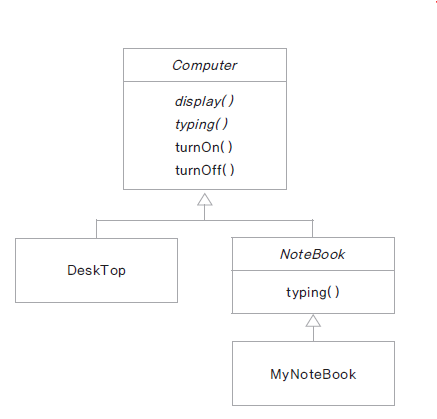 Computer
display()
typing()
turnOn()
turnOff()
DeskTop
NoteBook
typing()
MyNoteBook